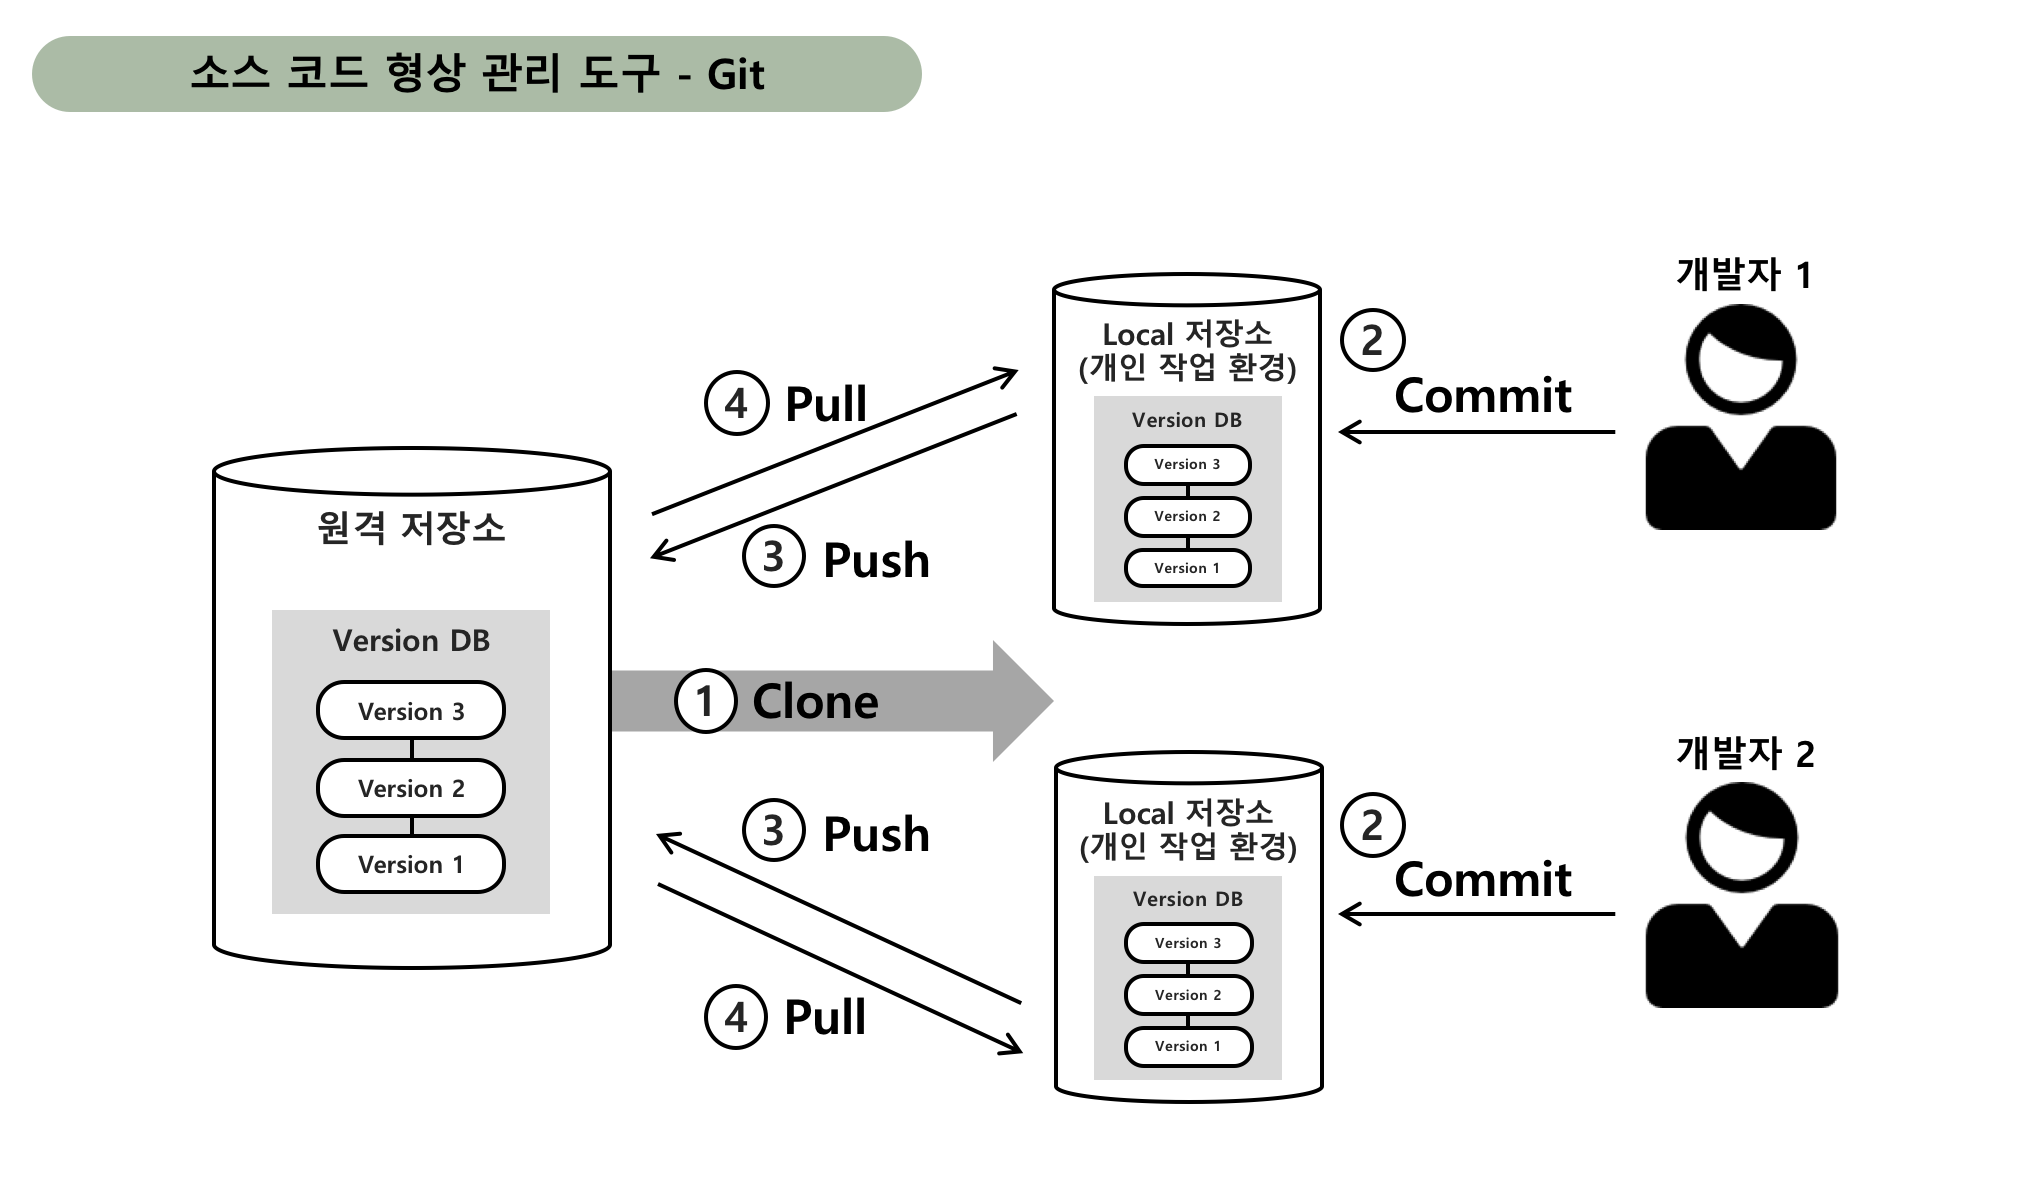 소스 코드 형상 관리 도구 - Git
원격 저장소
Version DB
Version 3
Version 2
Version 1
④ Pull
③ Push
① Clone
③ Push
④ Pull
Local 저장소
(개인 작업 환경)
Version DB
Version 3
Version 2
Version 1
②
Commit
개발자 1
Local 저장소
(개인 작업 환경)
Version DB
Version 3
Version 2
Version 1
②
Commit
개발자 2